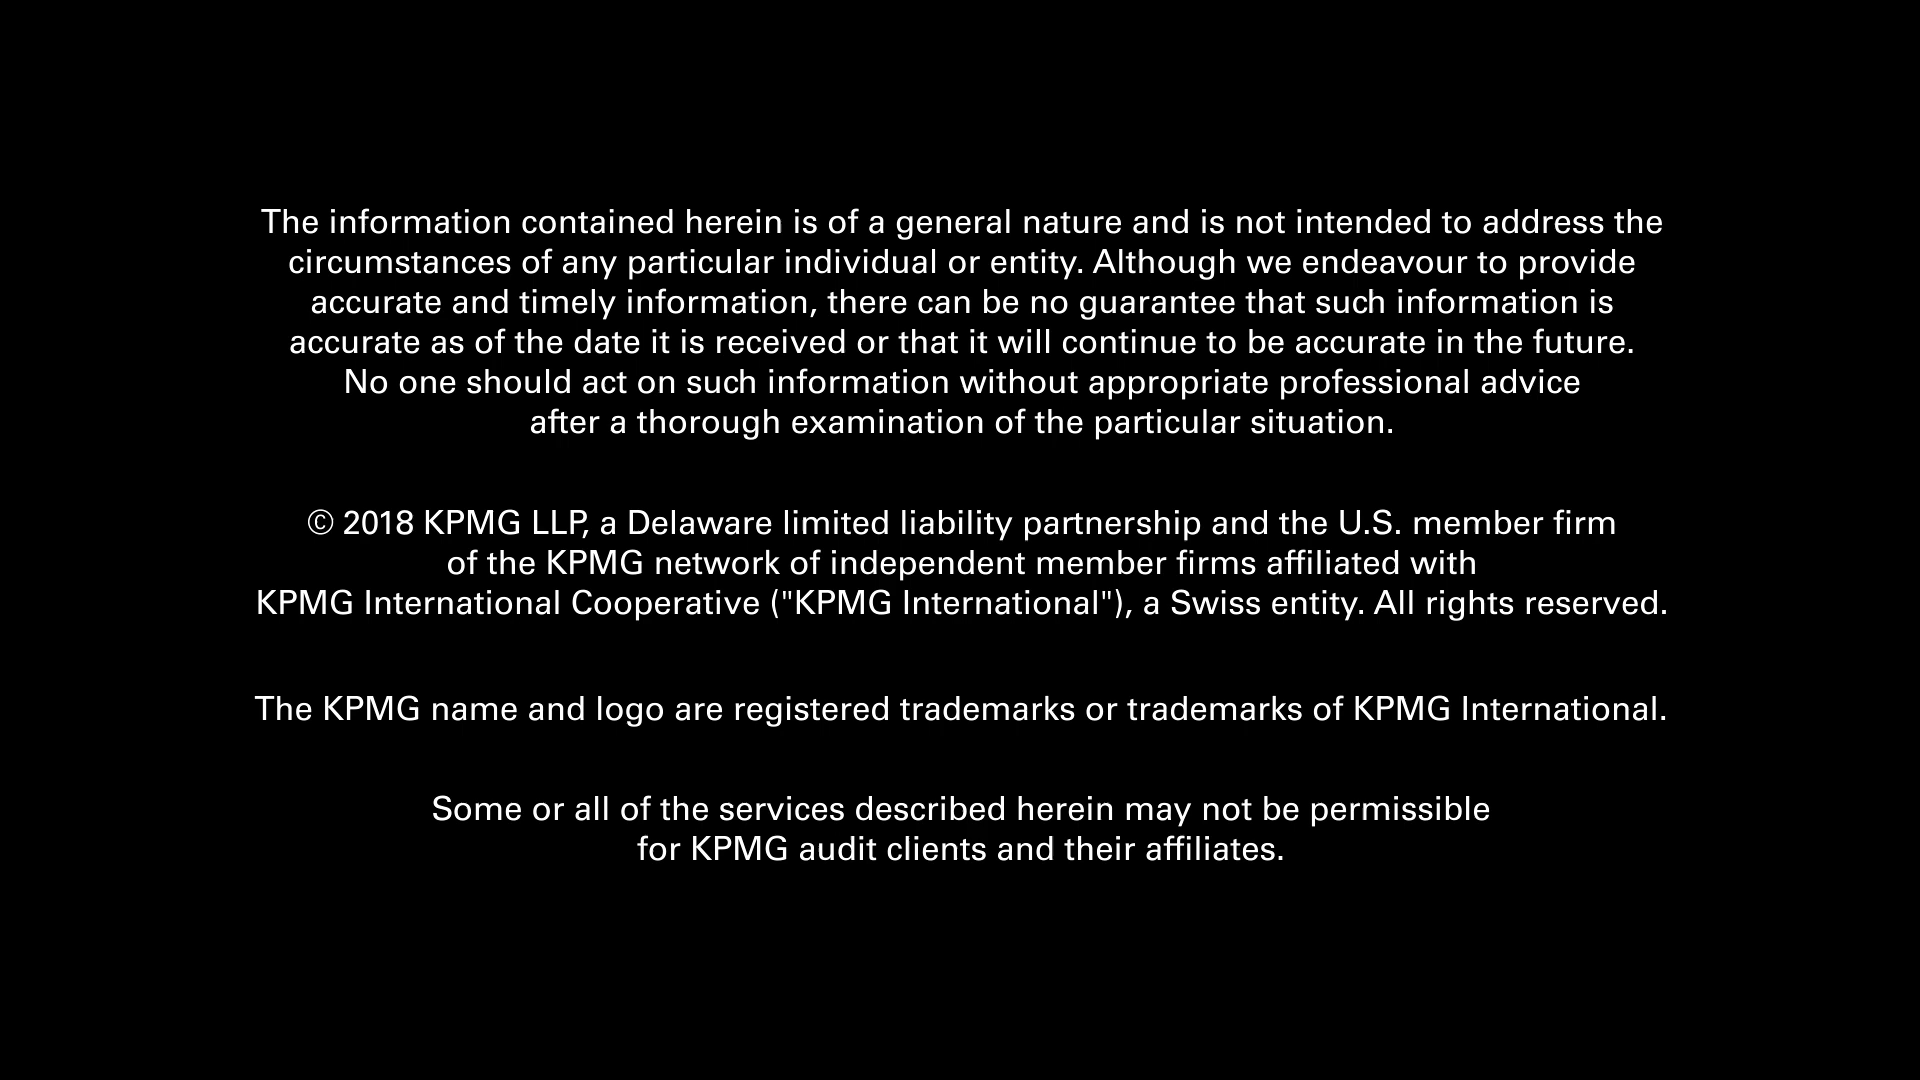 The information contained herein is of a general nature and is not intended to address the
circumstances of any particular individual or entity. Although we endeavour to provide
accurate and timely information, there can be no guarantee that such information is
accurate as of the date it is received or that it will continue to be accurate in the future.
No one should act on such information without appropriate professional advice
after a thorough examination of the particular situation.
© 2018 KPMG LLP, a Delaware limited liability partnership and the U.S. member firm
of the KPMG network of independent member firms affiliated with
KPMG International Cooperative ("KPMG International"), a Swiss entity. All rights reserved.
The KPMG name and logo are registered trademarks or trademarks of KPMG International.
Some or all of the services described herein may not be permissible
for KPMG audit clients and their affiliates.